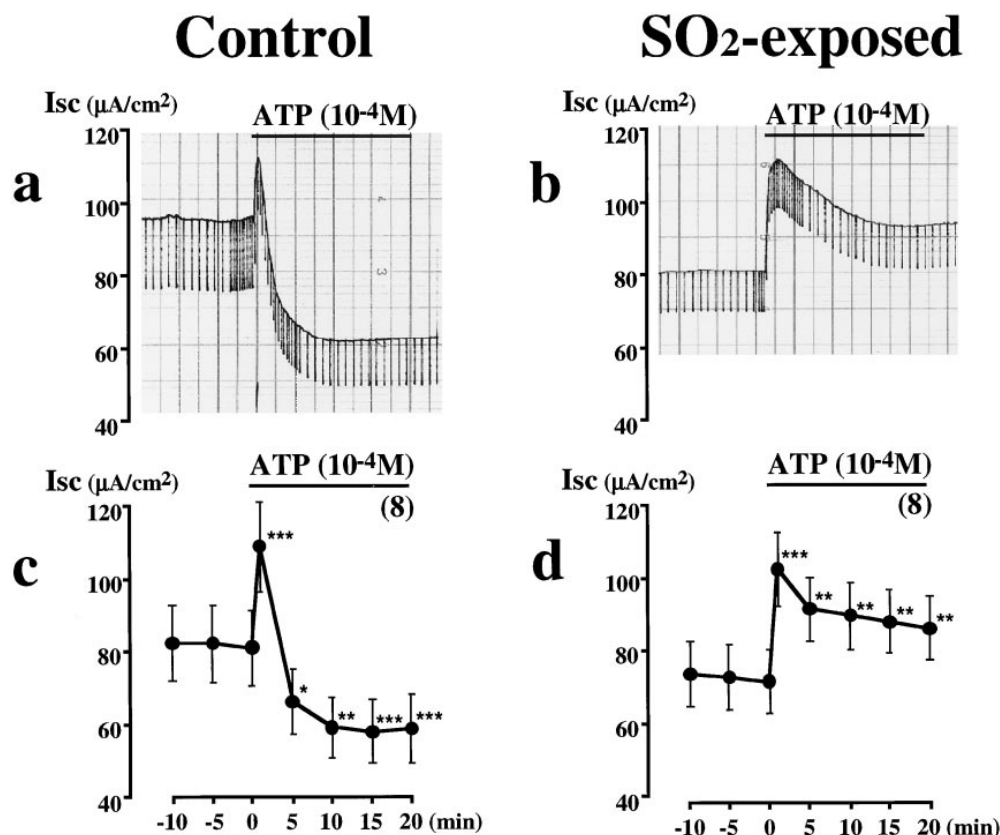 Control
SO2-exposed
a
Isc (μA/cm2)
ATP (10-4M)
120
100
80
60
40
4
3
b
Isc (μA/cm2)
ATP (10-4M)
120
100
80
60
40
6
c
Isc (μA/cm2)
ATP (10-4M)
(8)
120
100
80
60
40
***
*
**
***
***
-10 -5 0 5 10 15 20 (min)
d
Isc (μA/cm2)
ATP (10-4M)
(8)
120
100
80
60
40
***
**
**
**
**
-10 -5 0 5 10 15 20 (min)